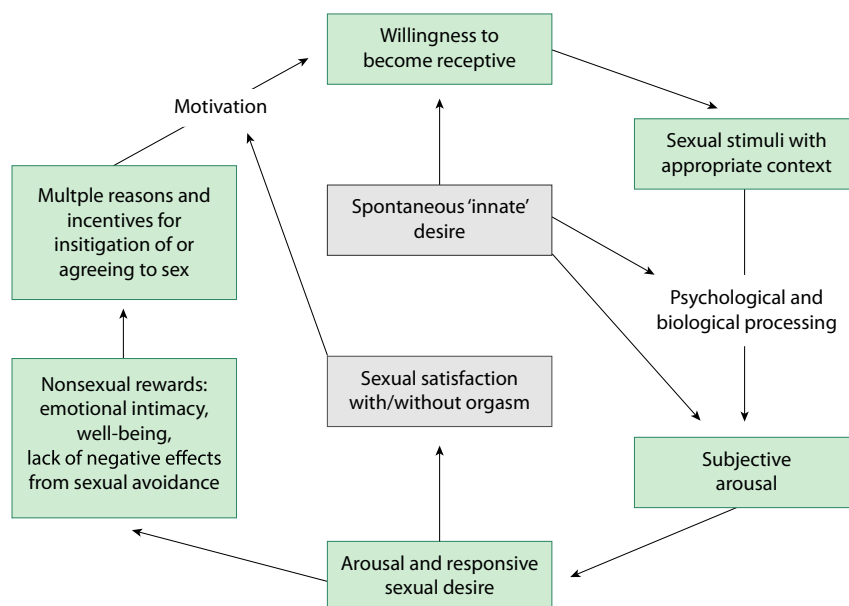 Willingness to
become receptive
Motivation
Sexual stimuli with
appropriate context
Multple reasons and
incentives for
insitigation of or
agreeing to sex
Spontaneous ‘innate’
desire
Psychological and
biological processing
Nonsexual rewards:
emotional intimacy,
well-being,
lack of negative effects
from sexual avoidance
Sexual satisfaction
with/without orgasm
Subjective
arousal
Arousal and responsive
sexual desire